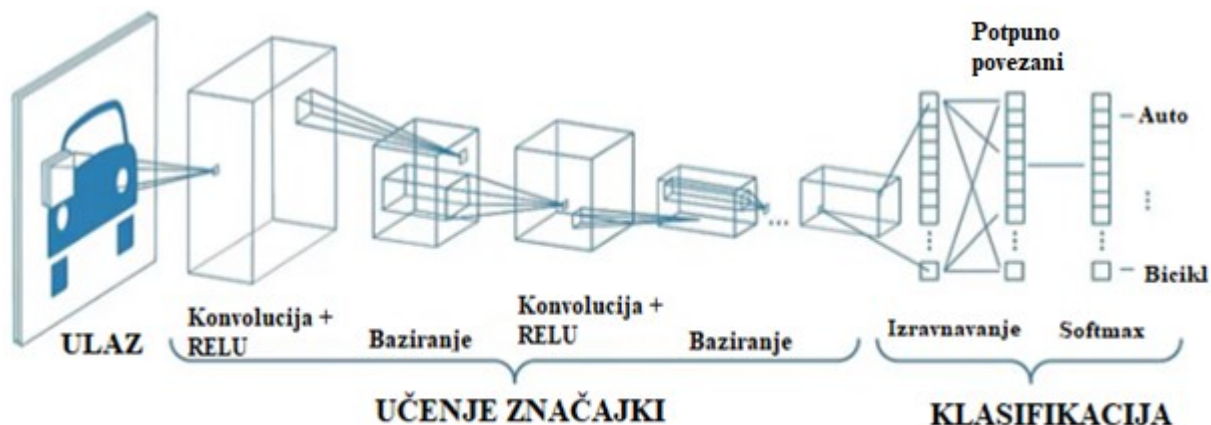 Potpuno
povezani
Auto
Bicikl
ULAZ
Konvolucija +
RELU
Baziranje
Konvolucija +
RELU
Baziranje
Izravnavanje
Softmax
UČENJE ZNAČAJKI
KLASIFIKACIJA